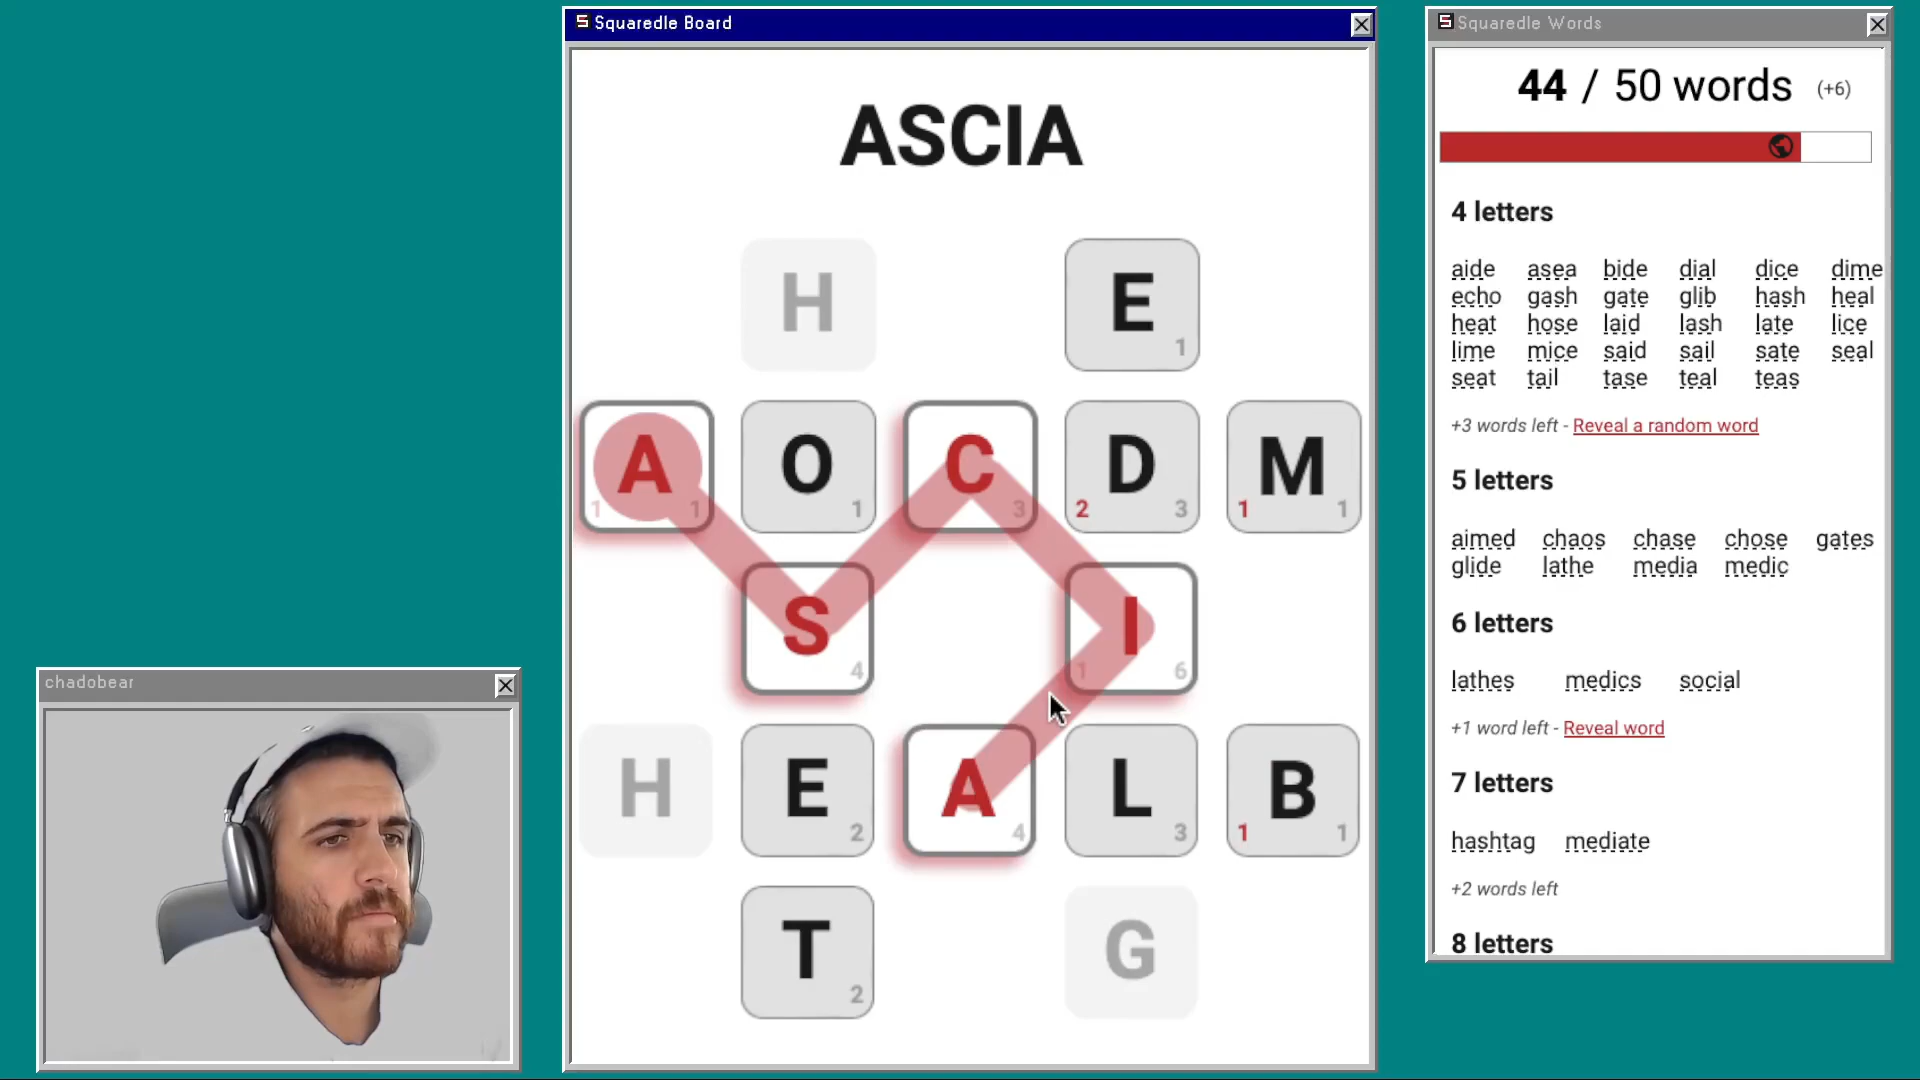 Squaredle Board
Squaredle Words
ASCIA
H E
1
A O C D M
1 1 1 3 2 3 1 1
S I
4 1 6
H E A L B
2 4 3 1 1
T G
2
44 / 50 words (+6)
4 letters
aide asea bide dial dice dime
echo gash gate glib hash heal
heat hose laid lash late lice
lime mice said sail sate seal
seat tail tase teal teas
+3 words left - Reveal a random word
5 letters
aimed chaos chase chose gates
glide lathe media medic
6 letters
lathes medics social
+1 word left - Reveal word
7 letters
hashtag mediate
+2 words left
8 letters
chadobear